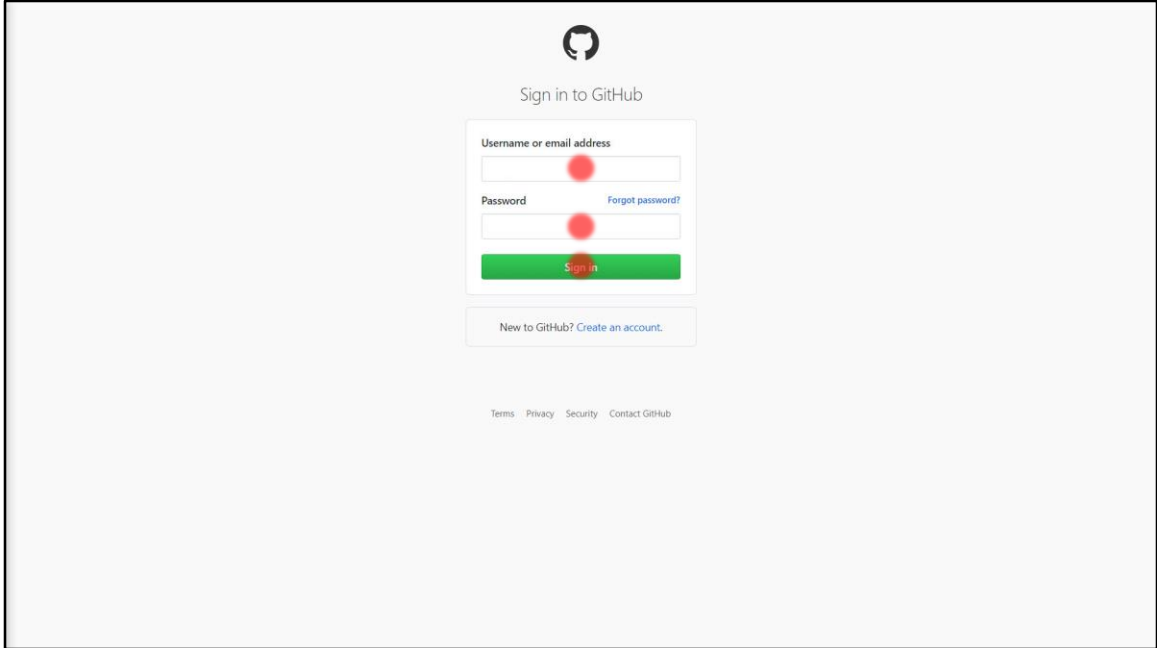 Sign in to GitHub
Username or email address
Password Forgot password?
Sign in
New to GitHub? Create an account.
Terms Privacy Security Contact GitHub